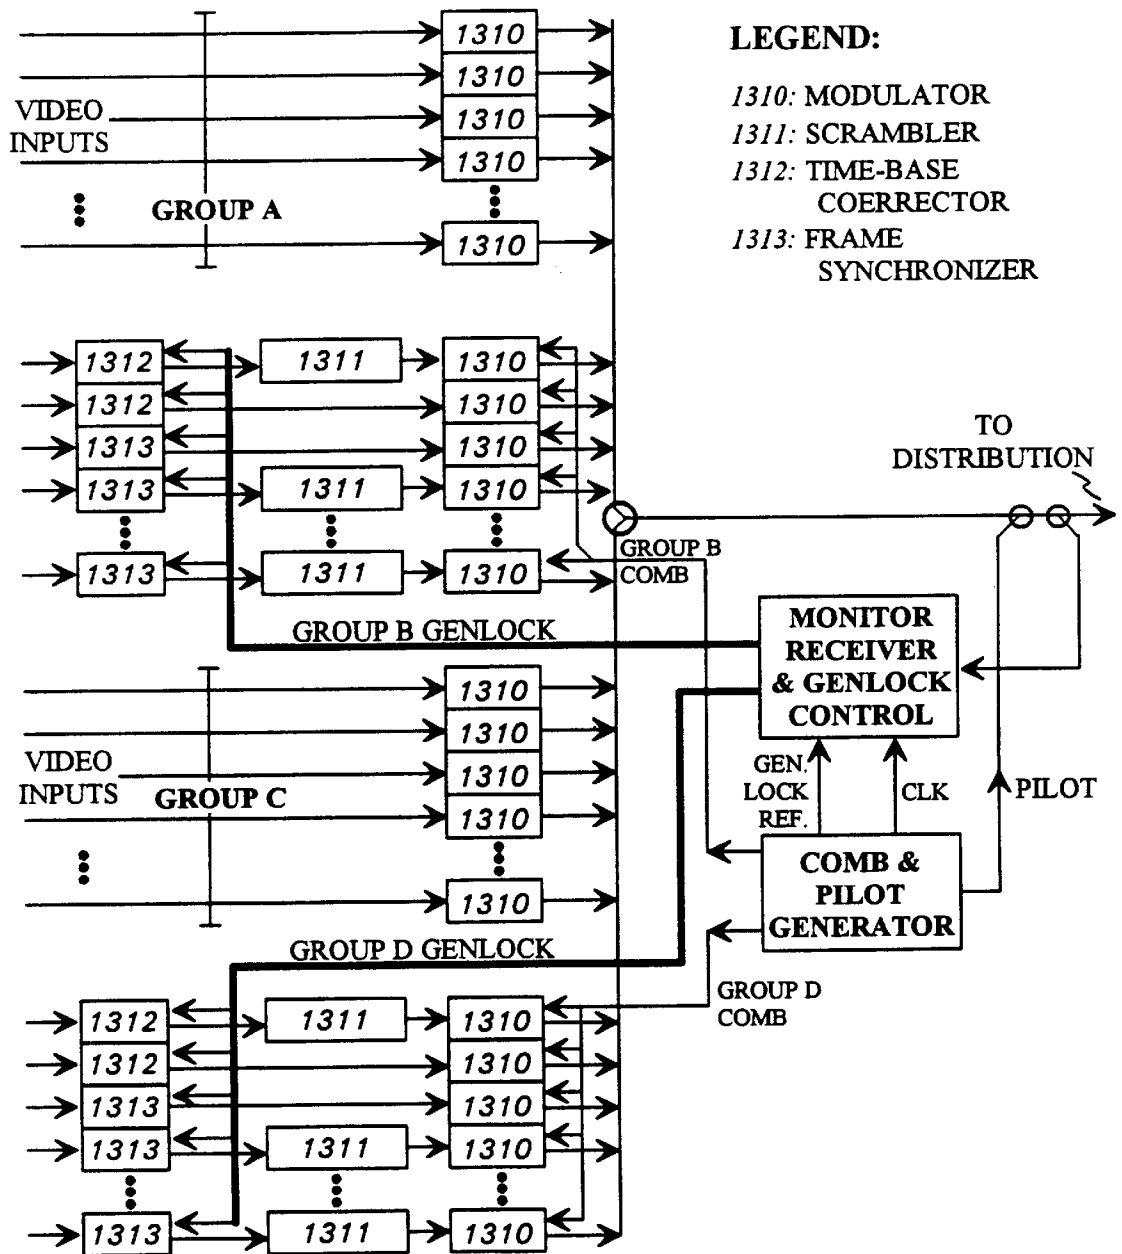 1310
1310
VIDEO
INPUTS
1310
1310
GROUP A
1310
LEGEND:
1310: MODULATOR
1311: SCRAMBLER
1312: TIME-BASE
COERRECTOR
1313: FRAME
SYNCHRONIZER
1312 1311 1310
1312 1310
1313 1310
1313 1311 1310
1313 1311 1310
TO
DISTRIBUTION
GROUP B
COMB
GROUP B GENLOCK
MONITOR
RECEIVER
& GENLOCK
CONTROL
1310
1310
VIDEO
INPUTS
1310
GROUP C
1310
1310
GEN.
LOCK
REF.
CLK
PILOT
COMB &
PILOT
GENERATOR
GROUP D GENLOCK
GROUP D
COMB
1312 1311 1310
1312 1310
1313 1310
1313 1311 1310
1313 1311 1310